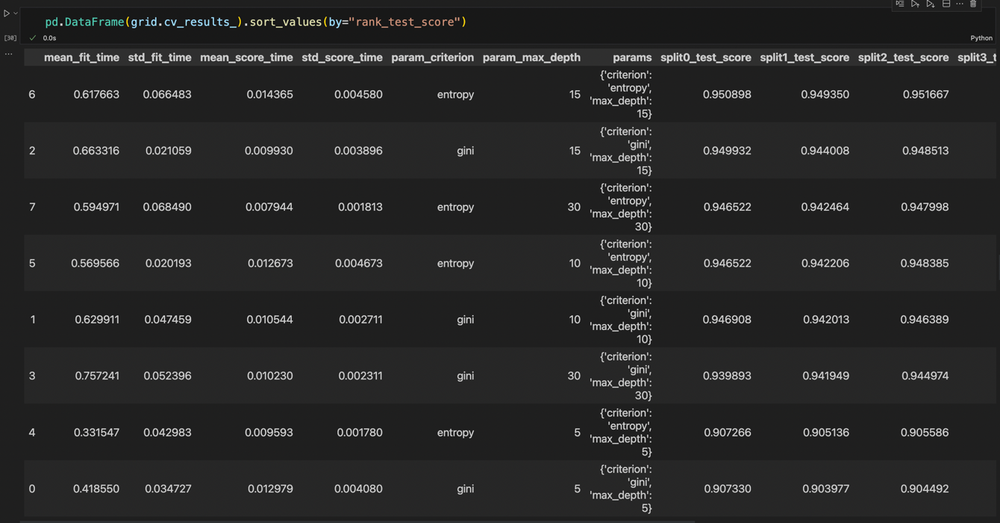 pd.DataFrame(grid.cv_results_).sort_values(by="rank_test_score")
[30]
0.0s
Python
mean_fit_time std_fit_time mean_score_time std_score_time param_criterion param_max_depth params split0_test_score split1_test_score split2_test_score split3_t
6 0.617663 0.066483 0.014365 0.004580 entropy 15 {'criterion': 'entropy', 'max_depth': 15} 0.950898 0.949350 0.951667
2 0.663316 0.021059 0.009930 0.003896 gini 15 {'criterion': 'gini', 'max_depth': 15} 0.949932 0.944008 0.948513
7 0.594971 0.068490 0.007944 0.001813 entropy 30 {'criterion': 'entropy', 'max_depth': 30} 0.946522 0.942464 0.947998
5 0.569566 0.020193 0.012673 0.004673 entropy 10 {'criterion': 'entropy', 'max_depth': 10} 0.946522 0.942206 0.948385
1 0.629911 0.047459 0.010544 0.002711 gini 10 {'criterion': 'gini', 'max_depth': 10} 0.946908 0.942013 0.946389
3 0.757241 0.052396 0.010230 0.002311 gini 30 {'criterion': 'gini', 'max_depth': 30} 0.939893 0.941949 0.944974
4 0.331547 0.042983 0.009593 0.001780 entropy 5 {'criterion': 'entropy', 'max_depth': 5} 0.907266 0.905136 0.905586
0 0.418550 0.034727 0.012979 0.004080 gini 5 {'criterion': 'gini', 'max_depth': 5} 0.907330 0.903977 0.904492